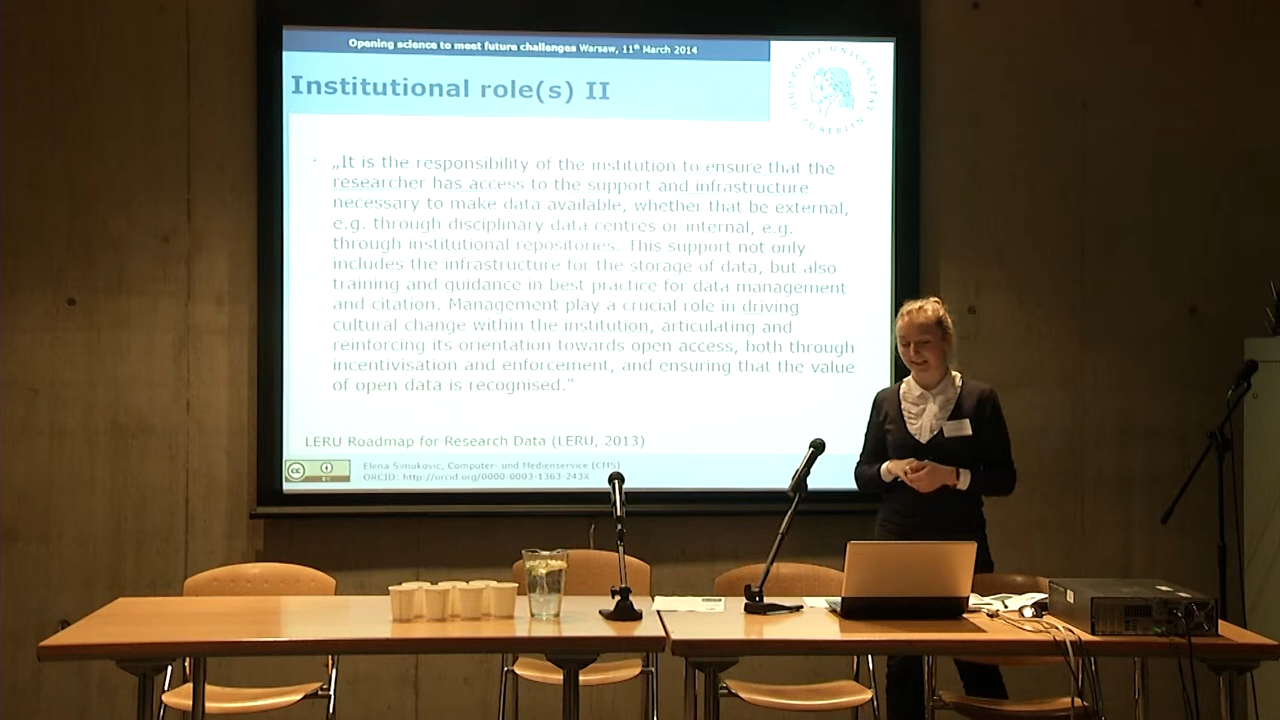 Opening science to meet future challenges Warsaw, 11th March 2014
Institutional role(s) II
HUMBOLDT-UNIVERSITÄT ZU BERLIN
• „It is the responsibility of the institution to ensure that the
researcher has access to the support and infrastructure
necessary to make data available, whether that be external,
e.g. through disciplinary data centres or internal, e.g.
through institutional repositories. This support not only
includes the infrastructure for the storage of data, but also
training and guidance in best practice for data management
and citation. Management play a crucial role in driving
cultural change within the institution, articulating and
reinforcing its orientation towards open access, both through
incentivisation and enforcement, and ensuring that the value
of open data is recognised."
LERU Roadmap for Research Data (LERU, 2013)
cc
BY
Elena Simukovic, Computer- und Medienservice (CMS)
ORCID: http://orcid.org/0000-0003-1363-243X